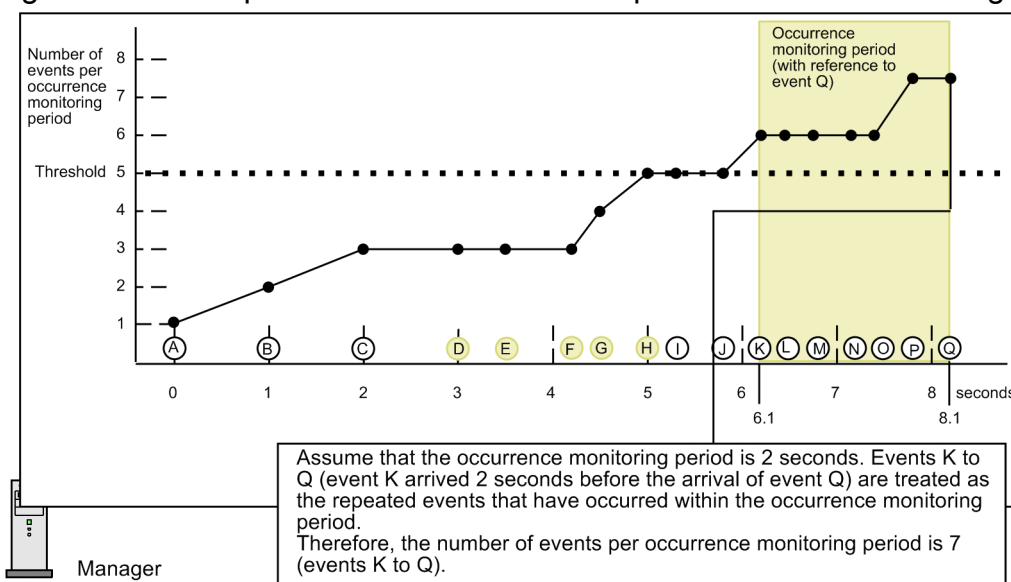 Occurrence
monitoring period
(with reference to
event Q)
Number of
events per
occurrence
monitoring
period
8
7
6
Threshold 5
4
3
2
1
A B C D E F G H I J K L M N O P Q
0 1 2 3 4 5 6 7 8 seconds
6.1 8.1
Assume that the occurrence monitoring period is 2 seconds. Events K to
Q (event K arrived 2 seconds before the arrival of event Q) are treated as
the repeated events that have occurred within the occurrence monitoring
period.
Therefore, the number of events per occurrence monitoring period is 7
(events K to Q).
Manager